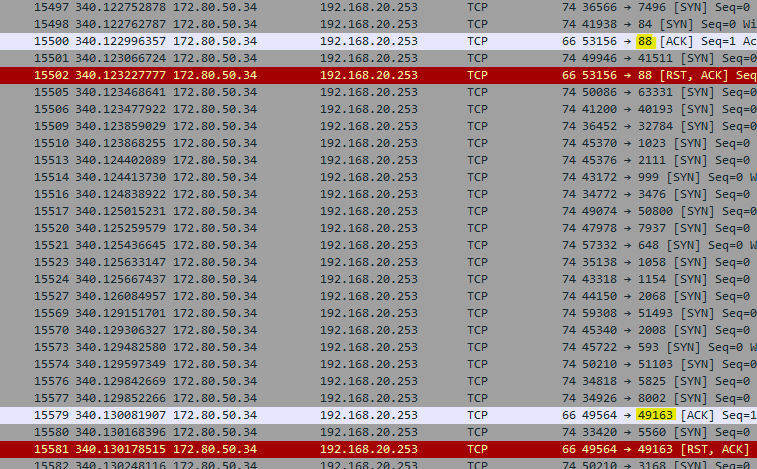 15497 340.122752878 172.80.50.34 192.168.20.253 TCP 74 36566 → 7496 [SYN] Seq=0
15498 340.122762787 172.80.50.34 192.168.20.253 TCP 74 41938 → 84 [SYN] Seq=0 Wi
15500 340.122996357 172.80.50.34 192.168.20.253 TCP 66 53156 → 88 [ACK] Seq=1 Ac
15501 340.123066724 172.80.50.34 192.168.20.253 TCP 74 49946 → 41511 [SYN] Seq=0
15502 340.123227777 172.80.50.34 192.168.20.253 TCP 66 53156 → 88 [RST, ACK] Seq
15505 340.123468641 172.80.50.34 192.168.20.253 TCP 74 50086 → 63331 [SYN] Seq=0
15506 340.123477922 172.80.50.34 192.168.20.253 TCP 74 41200 → 40193 [SYN] Seq=0
15509 340.123859029 172.80.50.34 192.168.20.253 TCP 74 36452 → 32784 [SYN] Seq=0
15510 340.123868255 172.80.50.34 192.168.20.253 TCP 74 45370 → 1023 [SYN] Seq=0
15513 340.124402089 172.80.50.34 192.168.20.253 TCP 74 45376 → 2111 [SYN] Seq=0
15514 340.124413730 172.80.50.34 192.168.20.253 TCP 74 43172 → 999 [SYN] Seq=0 W
15516 340.124838922 172.80.50.34 192.168.20.253 TCP 74 34772 → 3476 [SYN] Seq=0
15517 340.125015231 172.80.50.34 192.168.20.253 TCP 74 49074 → 50800 [SYN] Seq=0
15520 340.125259579 172.80.50.34 192.168.20.253 TCP 74 47978 → 7937 [SYN] Seq=0
15521 340.125436645 172.80.50.34 192.168.20.253 TCP 74 57332 → 648 [SYN] Seq=0 W
15523 340.125633147 172.80.50.34 192.168.20.253 TCP 74 35138 → 1058 [SYN] Seq=0
15524 340.125667437 172.80.50.34 192.168.20.253 TCP 74 43318 → 1154 [SYN] Seq=0
15542 340.126084957 172.80.50.34 192.168.20.253 TCP 74 44150 → 2068 [SYN] Seq=0
15569 340.129151701 172.80.50.34 192.168.20.253 TCP 74 59308 → 51493 [SYN] Seq=0
15570 340.129306327 172.80.50.34 192.168.20.253 TCP 74 45340 → 2008 [SYN] Seq=0
15573 340.129482580 172.80.50.34 192.168.20.253 TCP 74 45722 → 593 [SYN] Seq=0 W
15574 340.129597349 172.80.50.34 192.168.20.253 TCP 74 50210 → 51103 [SYN] Seq=0
15576 340.129842669 172.80.50.34 192.168.20.253 TCP 74 34818 → 5825 [SYN] Seq=0
15577 340.129852266 172.80.50.34 192.168.20.253 TCP 74 34926 → 8002 [SYN] Seq=0
15579 340.130081907 172.80.50.34 192.168.20.253 TCP 66 49564 → 49163 [ACK] Seq=1
15580 340.130168396 172.80.50.34 192.168.20.253 TCP 74 33420 → 5560 [SYN] Seq=0
15581 340.130178515 172.80.50.34 192.168.20.253 TCP 66 49564 → 49163 [RST, ACK]
15582 340.130248116 172.80.50.34 192.168.20.253 TCP 74 50210 → 3168 [SYN] Seq=0